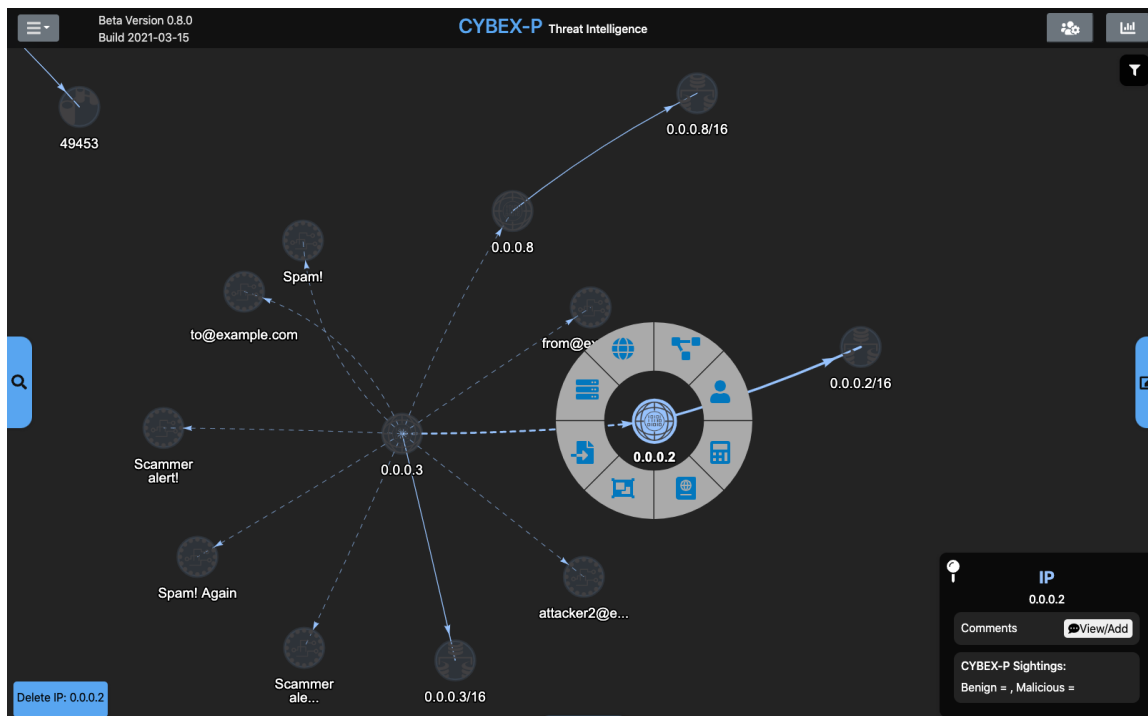 Beta Version 0.8.0
Build 2021-03-15
CYBEX-P Threat Intelligence
49453
0.0.0.8/16
0.0.0.8
Spam!
to@example.com
from@e
0.0.0.2/16
0.0.0.3
0.0.0.2
Scammer
alert!
Spam! Again
attacker2@e...
Scammer
ale...
0.0.0.3/16
IP
0.0.0.2
Comments
View/Add
CYBEX-P Sightings:
Benign = , Malicious =
Delete IP: 0.0.0.2